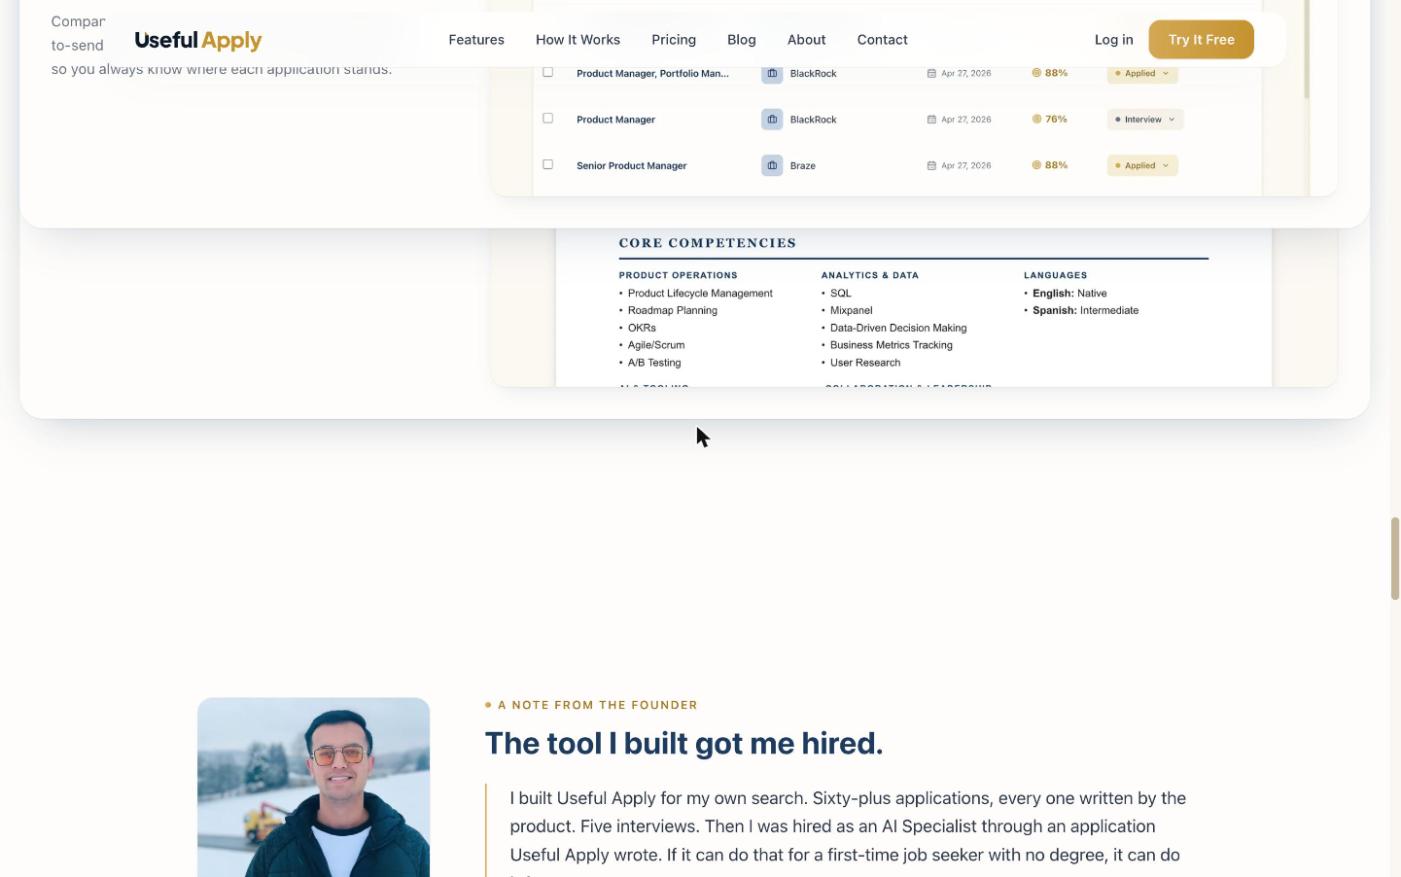 Compar
to-send
so you always know where each application stands.
Useful Apply
Features
How It Works
Pricing
Blog
About
Contact
Log in
Try It Free
Product Manager, Portfolio Man...
BlackRock
Apr 27, 2026
88%
Applied
Product Manager
BlackRock
Apr 27, 2026
76%
Interview
Senior Product Manager
Braze
Apr 27, 2026
88%
Applied
CORE COMPETENCIES
PRODUCT OPERATIONS
• Product Lifecycle Management
• Roadmap Planning
• OKRs
• Agile/Scrum
• A/B Testing
ANALYTICS & DATA
• SQL
• Mixpanel
• Data-Driven Decision Making
• Business Metrics Tracking
• User Research
LANGUAGES
• English: Native
• Spanish: Intermediate
AI & TOOLING
COLLABORATION & LEADERSHIP
A NOTE FROM THE FOUNDER
The tool I built got me hired.
I built Useful Apply for my own search. Sixty-plus applications, every one written by the
product. Five interviews. Then I was hired as an AI Specialist through an application
Useful Apply wrote. If it can do that for a first-time job seeker with no degree, it can do